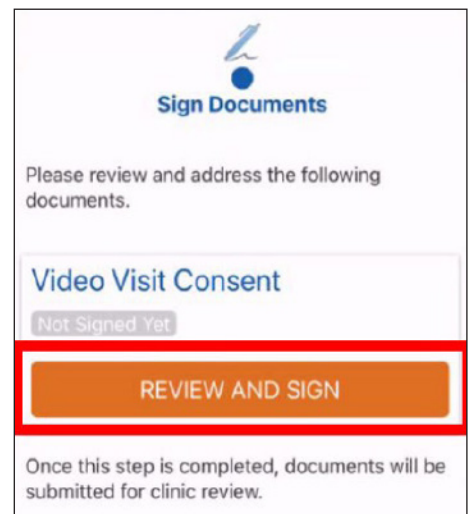 Sign Documents
Please review and address the following
documents.
Video Visit Consent
Not Signed Yet
REVIEW AND SIGN
Once this step is completed, documents will be
submitted for clinic review.